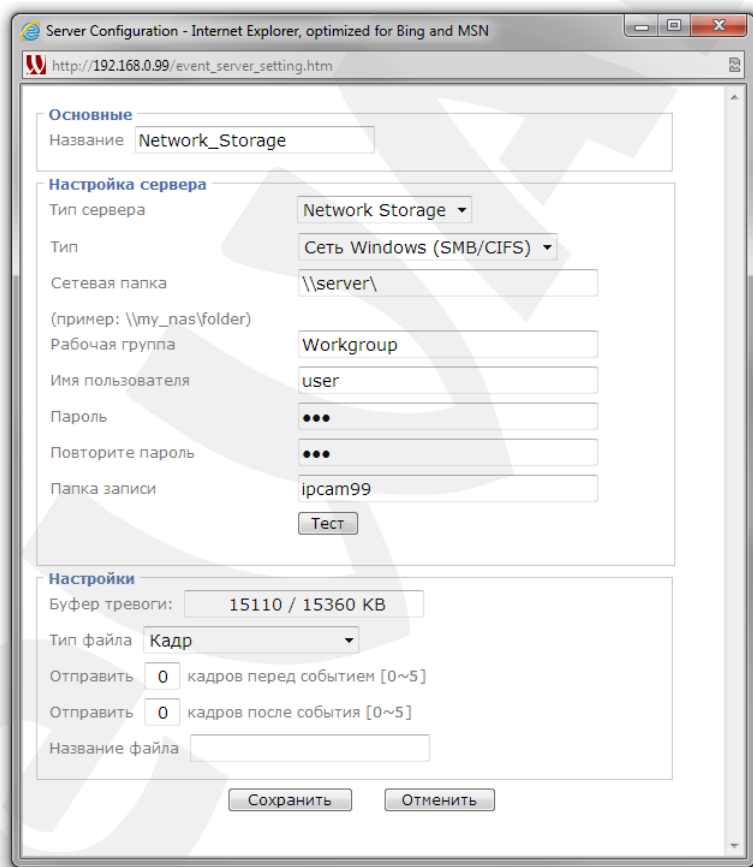 Server Configuration - Internet Explorer, optimized for Bing and MSN
http://192.168.0.99/event_server_setting.htm
Основные
Название Network_Storage
Настройка сервера
Тип сервера Network Storage
Тип Сеть Windows (SMB/CIFS)
Сетевая папка \\server\
(пример: \\my_nas\folder)
Рабочая группа Workgroup
Имя пользователя user
Пароль •••
Повторите пароль •••
Папка записи ipcam99
Тест
Настройки
Буфер тревоги: 15110 / 15360 KB
Тип файла Кадр
Отправить 0 кадров перед событием [0~5]
Отправить 0 кадров после события [0~5]
Название файла
Сохранить Отменить